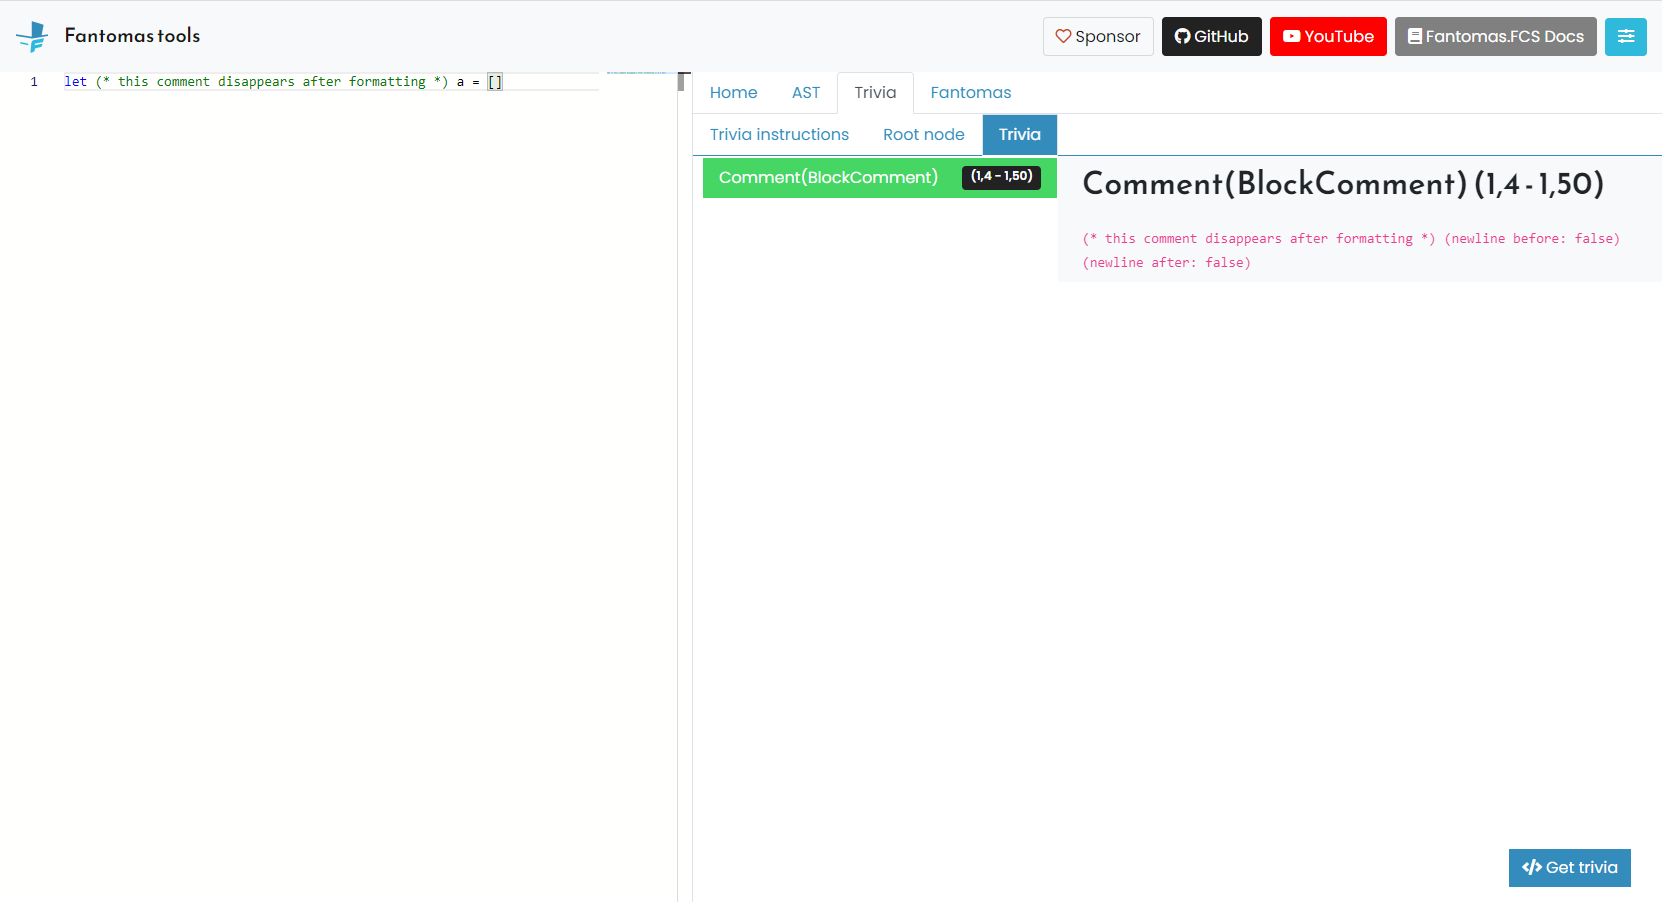 Fantomas tools
Sponsor
GitHub
YouTube
Fantomas.FCS Docs
1 let (* this comment disappears after formatting *) a = []
Home AST Trivia Fantomas
Trivia instructions Root node Trivia
Comment(BlockComment) (1,4 - 1,50)
Comment(BlockComment) (1,4 - 1,50)
(* this comment disappears after formatting *) (newline before: false)
(newline after: false)
Get trivia